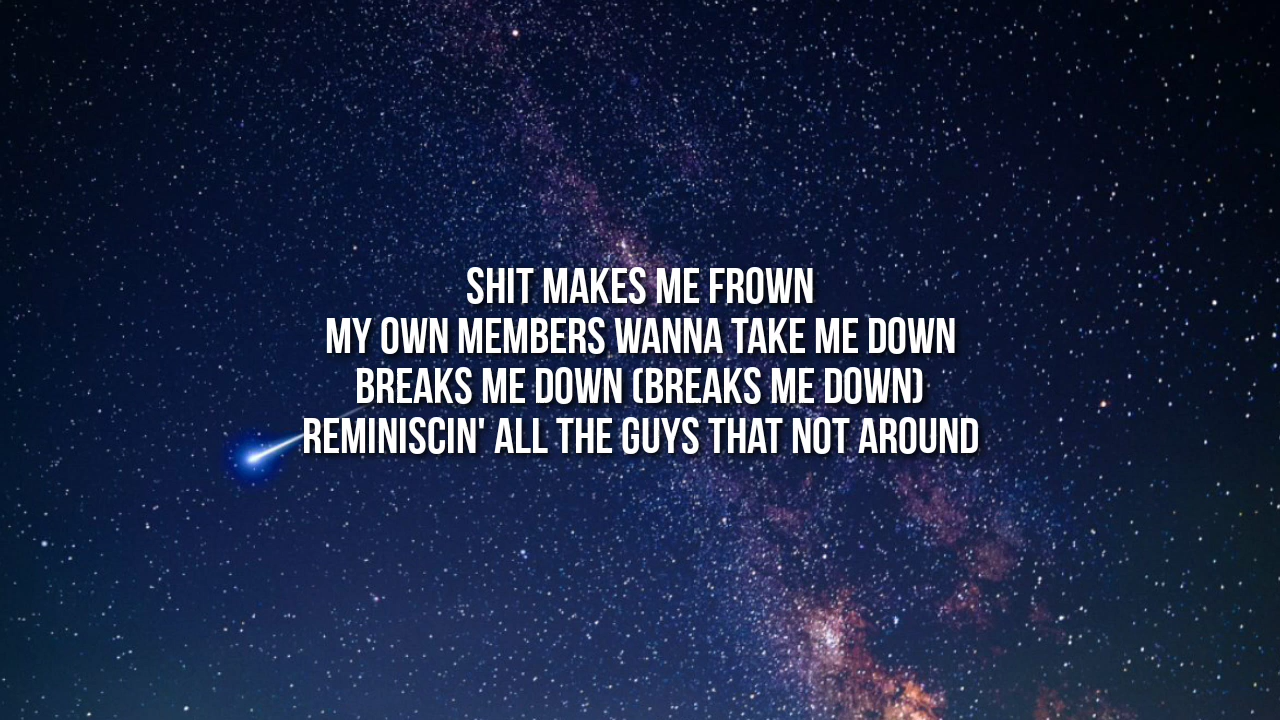 SHIT MAKES ME FROWN
MY OWN MEMBERS WANNA TAKE ME DOWN
BREAKS ME DOWN (BREAKS ME DOWN)
REMINISCIN' ALL THE GUYS THAT NOT AROUND